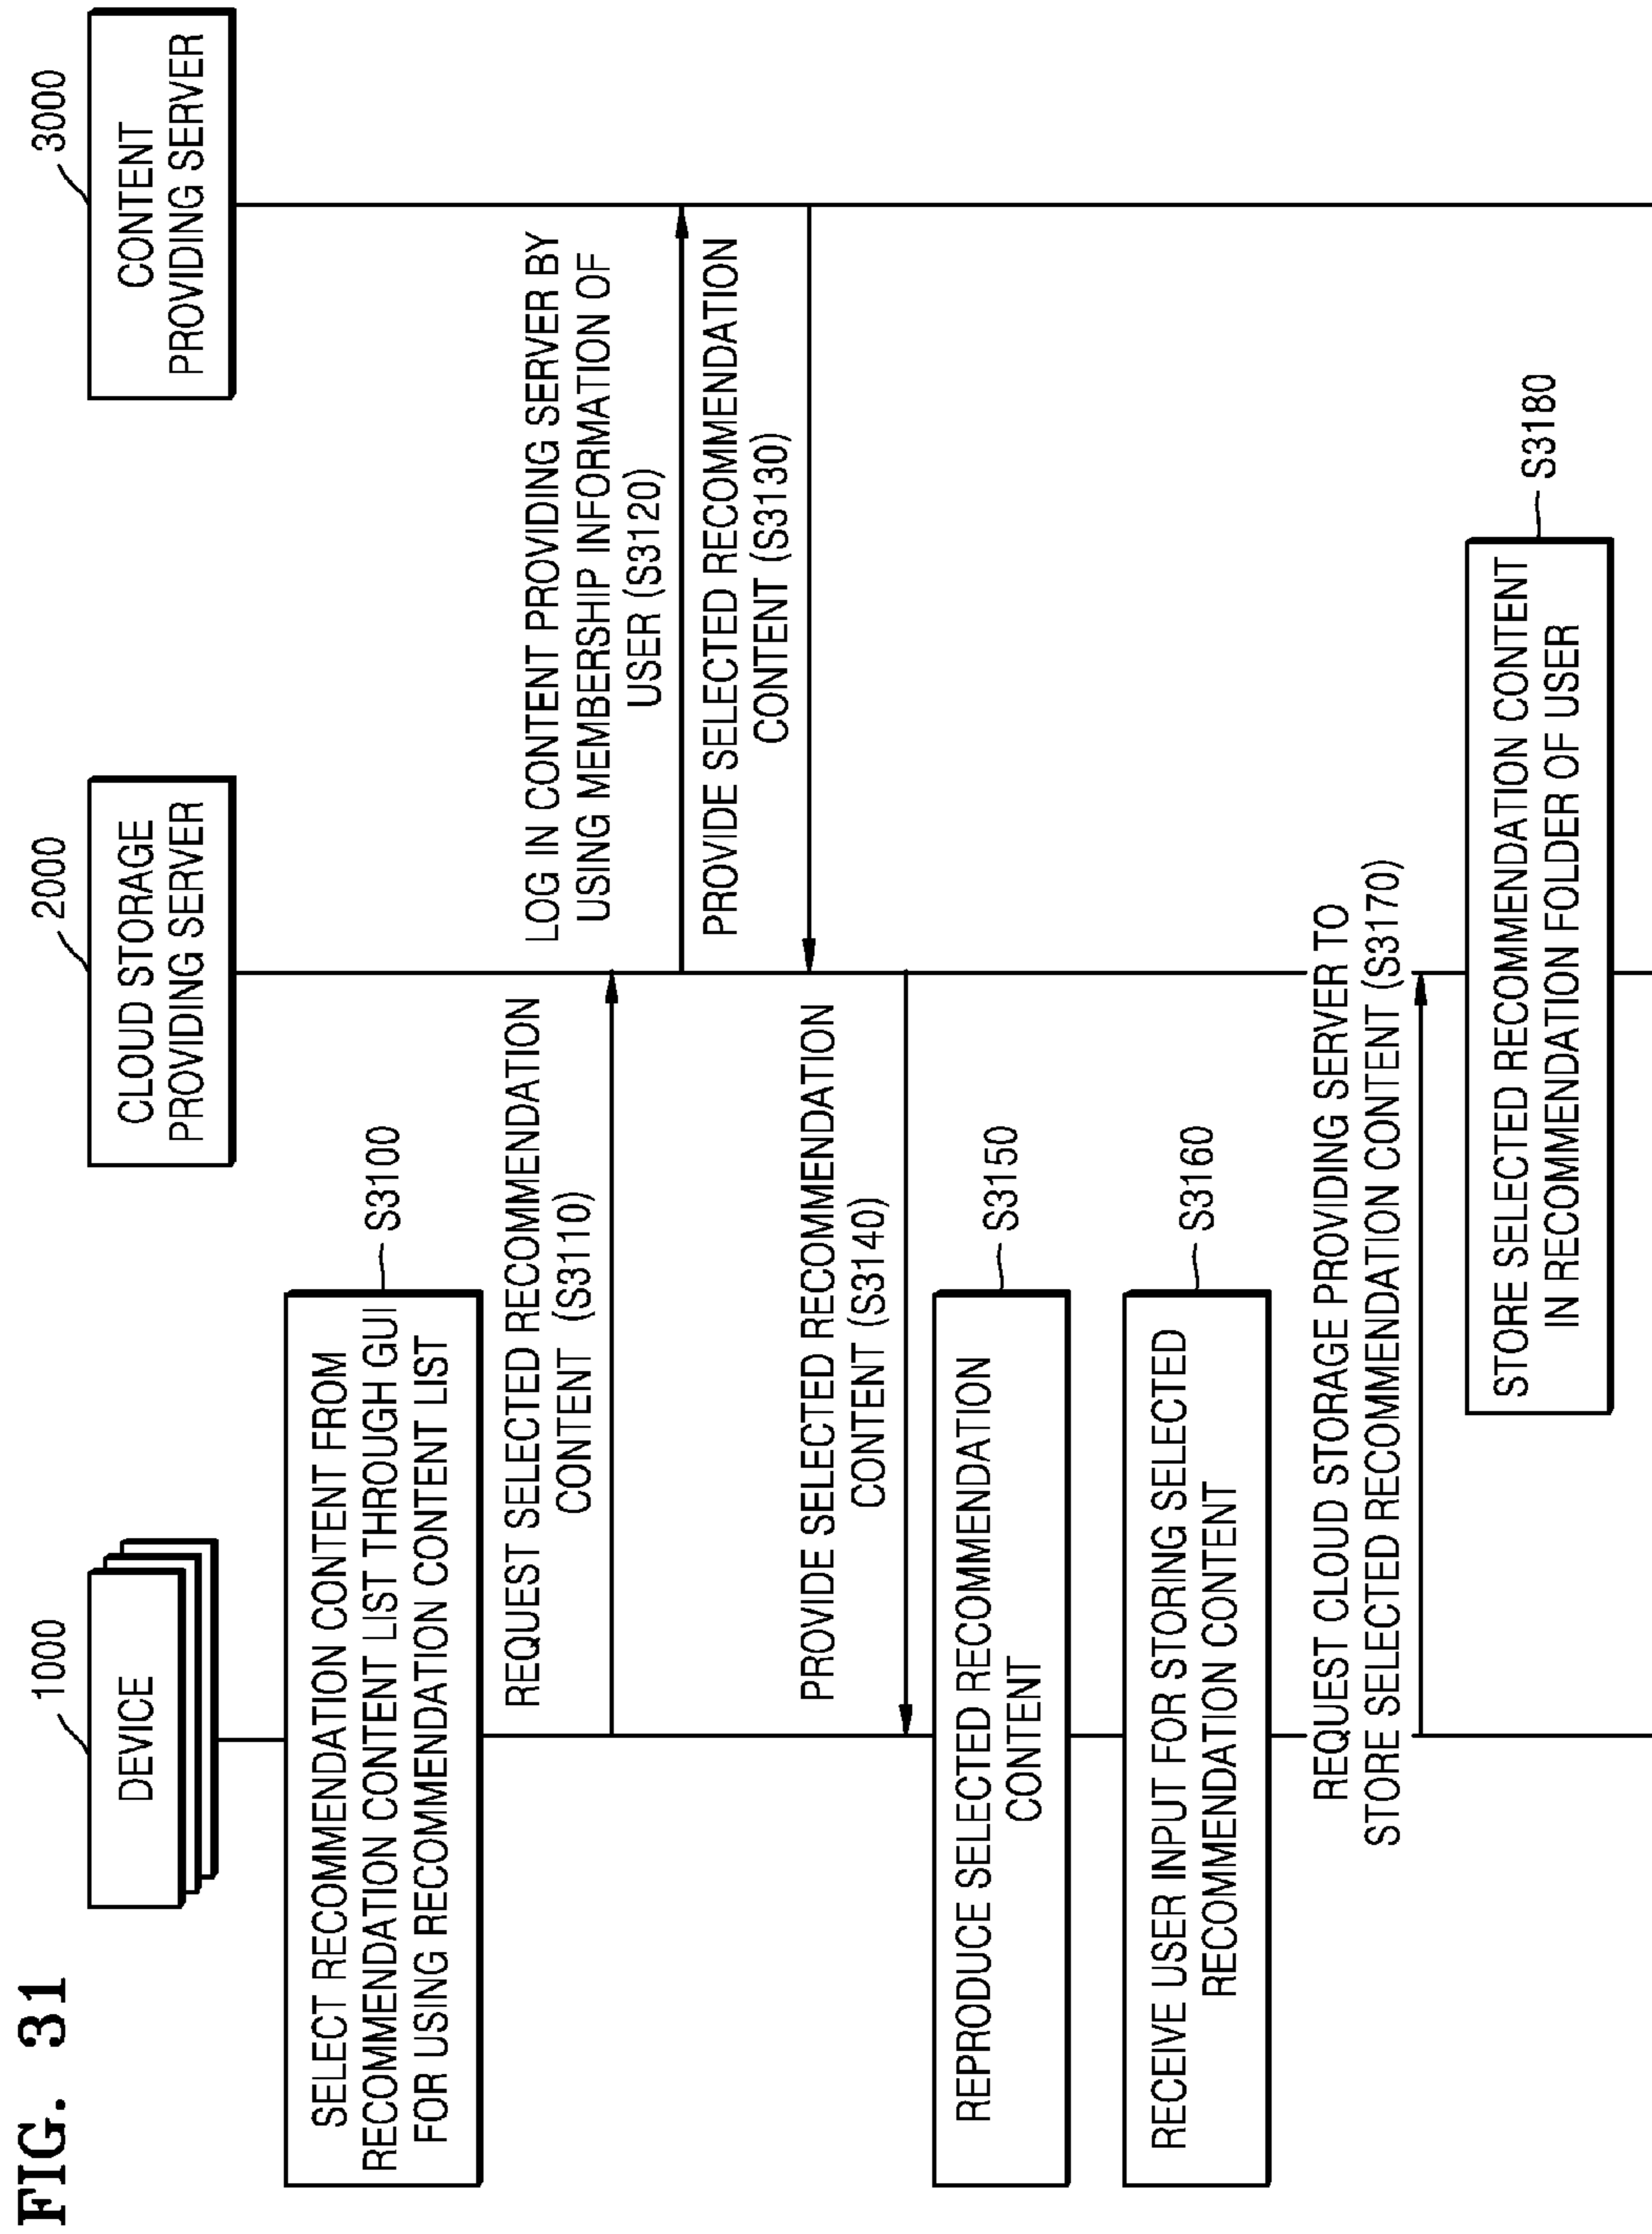 FIG. 31
1000
DEVICE
2000
CLOUD STORAGE
PROVIDING SERVER
3000
CONTENT
PROVIDING SERVER
SELECT RECOMMENDATION CONTENT FROM
RECOMMENDATION CONTENT LIST THROUGH GUI
FOR USING RECOMMENDATION CONTENT LIST
S3100
REQUEST SELECTED RECOMMENDATION
CONTENT (S3110)
LOG IN CONTENT PROVIDING SERVER BY
USING MEMBERSHIP INFORMATION OF
USER (S3120)
PROVIDE SELECTED RECOMMENDATION
CONTENT (S3130)
PROVIDE SELECTED RECOMMENDATION
CONTENT (S3140)
REPRODUCE SELECTED RECOMMENDATION
CONTENT
S3150
RECEIVE USER INPUT FOR STORING SELECTED
RECOMMENDATION CONTENT
S3160
REQUEST CLOUD STORAGE PROVIDING SERVER TO
STORE SELECTED RECOMMENDATION CONTENT (S3170)
STORE SELECTED RECOMMENDATION CONTENT
IN RECOMMENDATION FOLDER OF USER
S3180